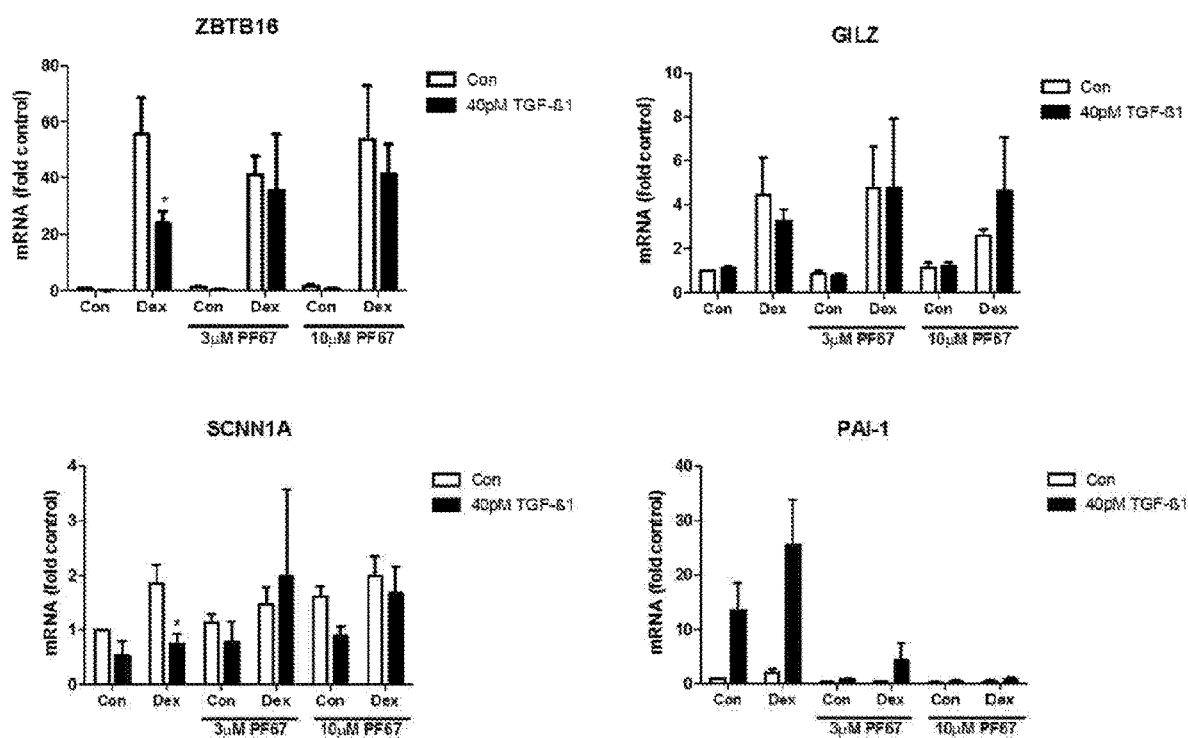 ZBTB16
80
60
40
20
0
mRNA (fold control)
Con
40pM TGF-ß1
Con Dex Con Dex Con Dex
3µM PF67 10µM PF67
GILZ
10
8
6
4
2
0
mRNA (fold control)
Con
40pM TGF-ß1
Con Dex Con Dex Con Dex
3µM PF67 10µM PF67
SCNN1A
4
3
2
1
0
mRNA (fold control)
Con
40pM TGF-ß1
*
*
Con Dex Con Dex Con Dex
3µM PF67 10µM PF67
PAI-1
40
30
20
10
0
mRNA (fold control)
Con
40pM TGF-ß1
Con Dex Con Dex Con Dex
3µM PF67 10µM PF67